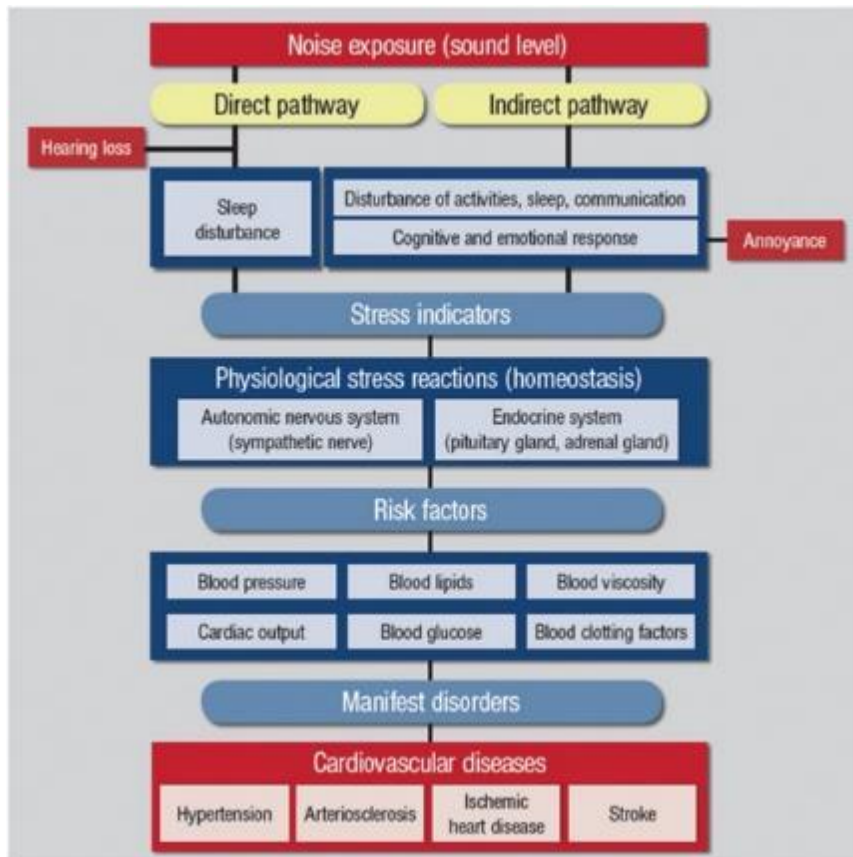 Noise exposure (sound level)
Direct pathway
Indirect pathway
Hearing loss
Sleep
disturbance
Disturbance of activities, sleep, communication
Cognitive and emotional response
Annoyance
Stress indicators
Physiological stress reactions (homeostasis)
Autonomic nervous system
(sympathetic nerve)
Endocrine system
(pituitary gland, adrenal gland)
Risk factors
Blood pressure
Blood lipids
Blood viscosity
Cardiac output
Blood glucose
Blood clotting factors
Manifest disorders
Cardiovascular diseases
Hypertension
Arteriosclerosis
Ischemic
heart disease
Stroke